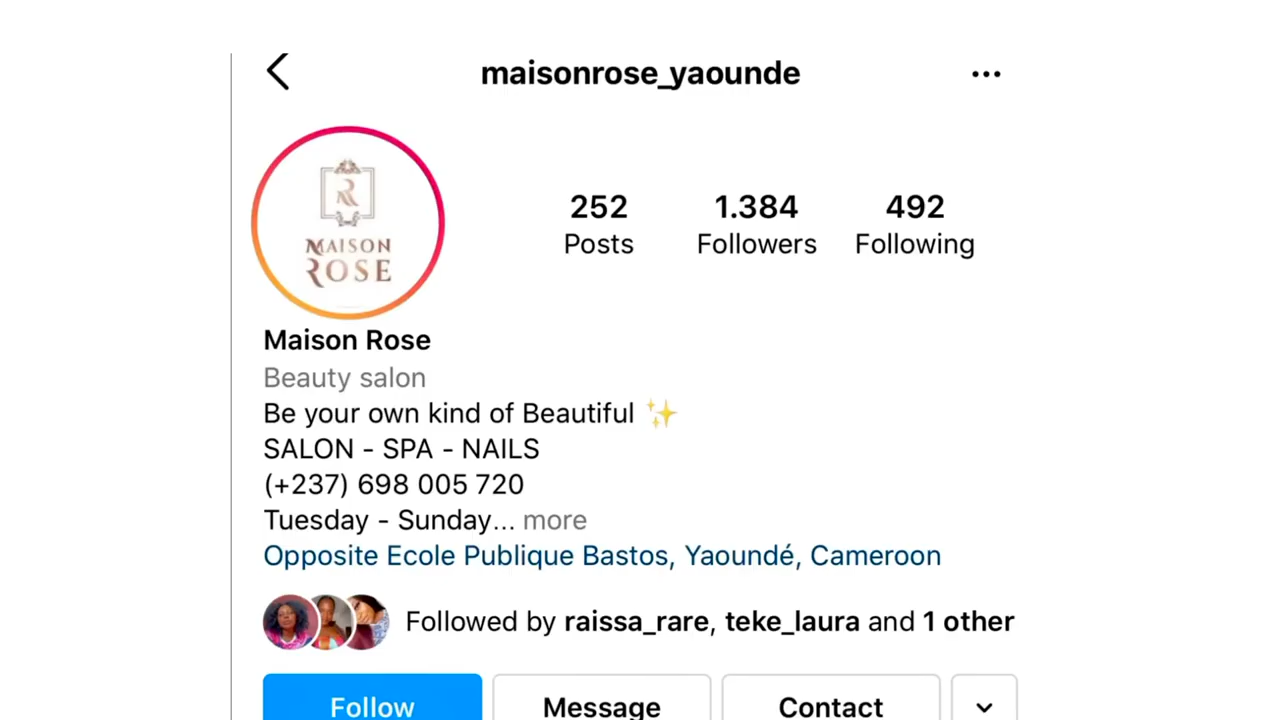 maisonrose_yaounde
R
MAISON
ROSE
252
Posts
1.384
Followers
492
Following
Maison Rose
Beauty salon
Be your own kind of Beautiful ✨
SALON - SPA - NAILS
(+237) 698 005 720
Tuesday - Sunday... more
Opposite Ecole Publique Bastos, Yaoundé, Cameroon
Followed by raissa_rare, teke_laura and 1 other
Follow
Message
Contact